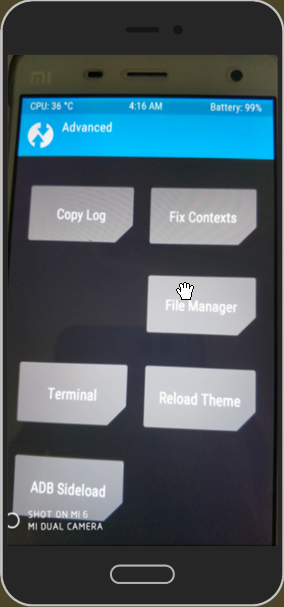 mi
CPU: 36 °C 4:16 AM Battery: 99%
Advanced
Copy Log Fix Contexts
File Manager
Terminal Reload Theme
ADB Sideload
SHOT ON MI 6
MI DUAL CAMERA